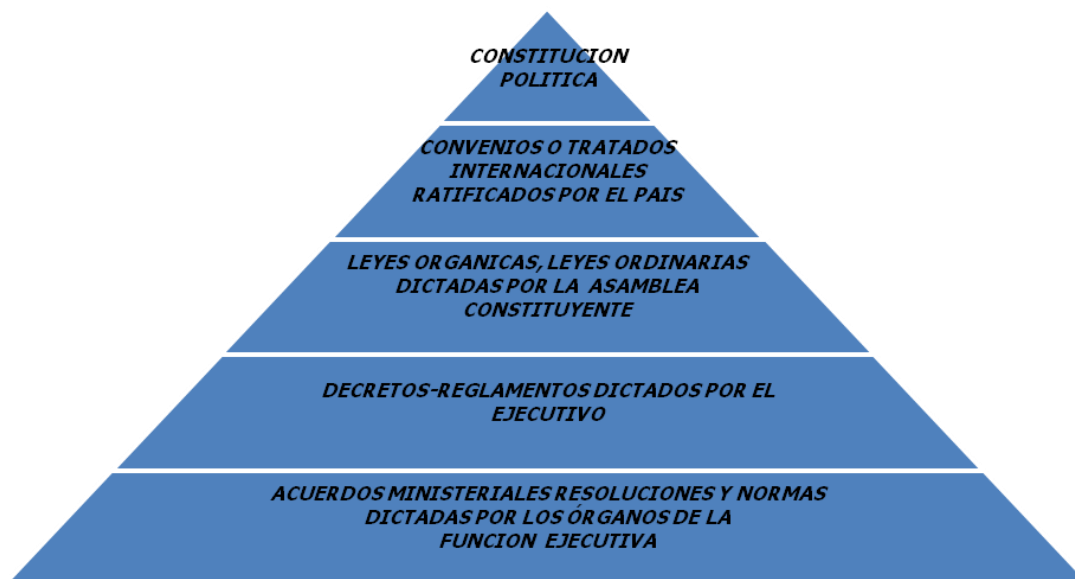 CONSTITUCION
POLITICA
CONVENIOS O TRATADOS
INTERNACIONALES
RATIFICADOS POR EL PAIS
LEYES ORGANICAS, LEYES ORDINARIAS
DICTADAS POR LA ASAMBLEA
CONSTITUYENTE
DECRETOS-REGLAMENTOS DICTADOS POR EL
EJECUTIVO
ACUERDOS MINISTERIALES RESOLUCIONES Y NORMAS
DICTADAS POR LOS ÓRGANOS DE LA
FUNCION EJECUTIVA